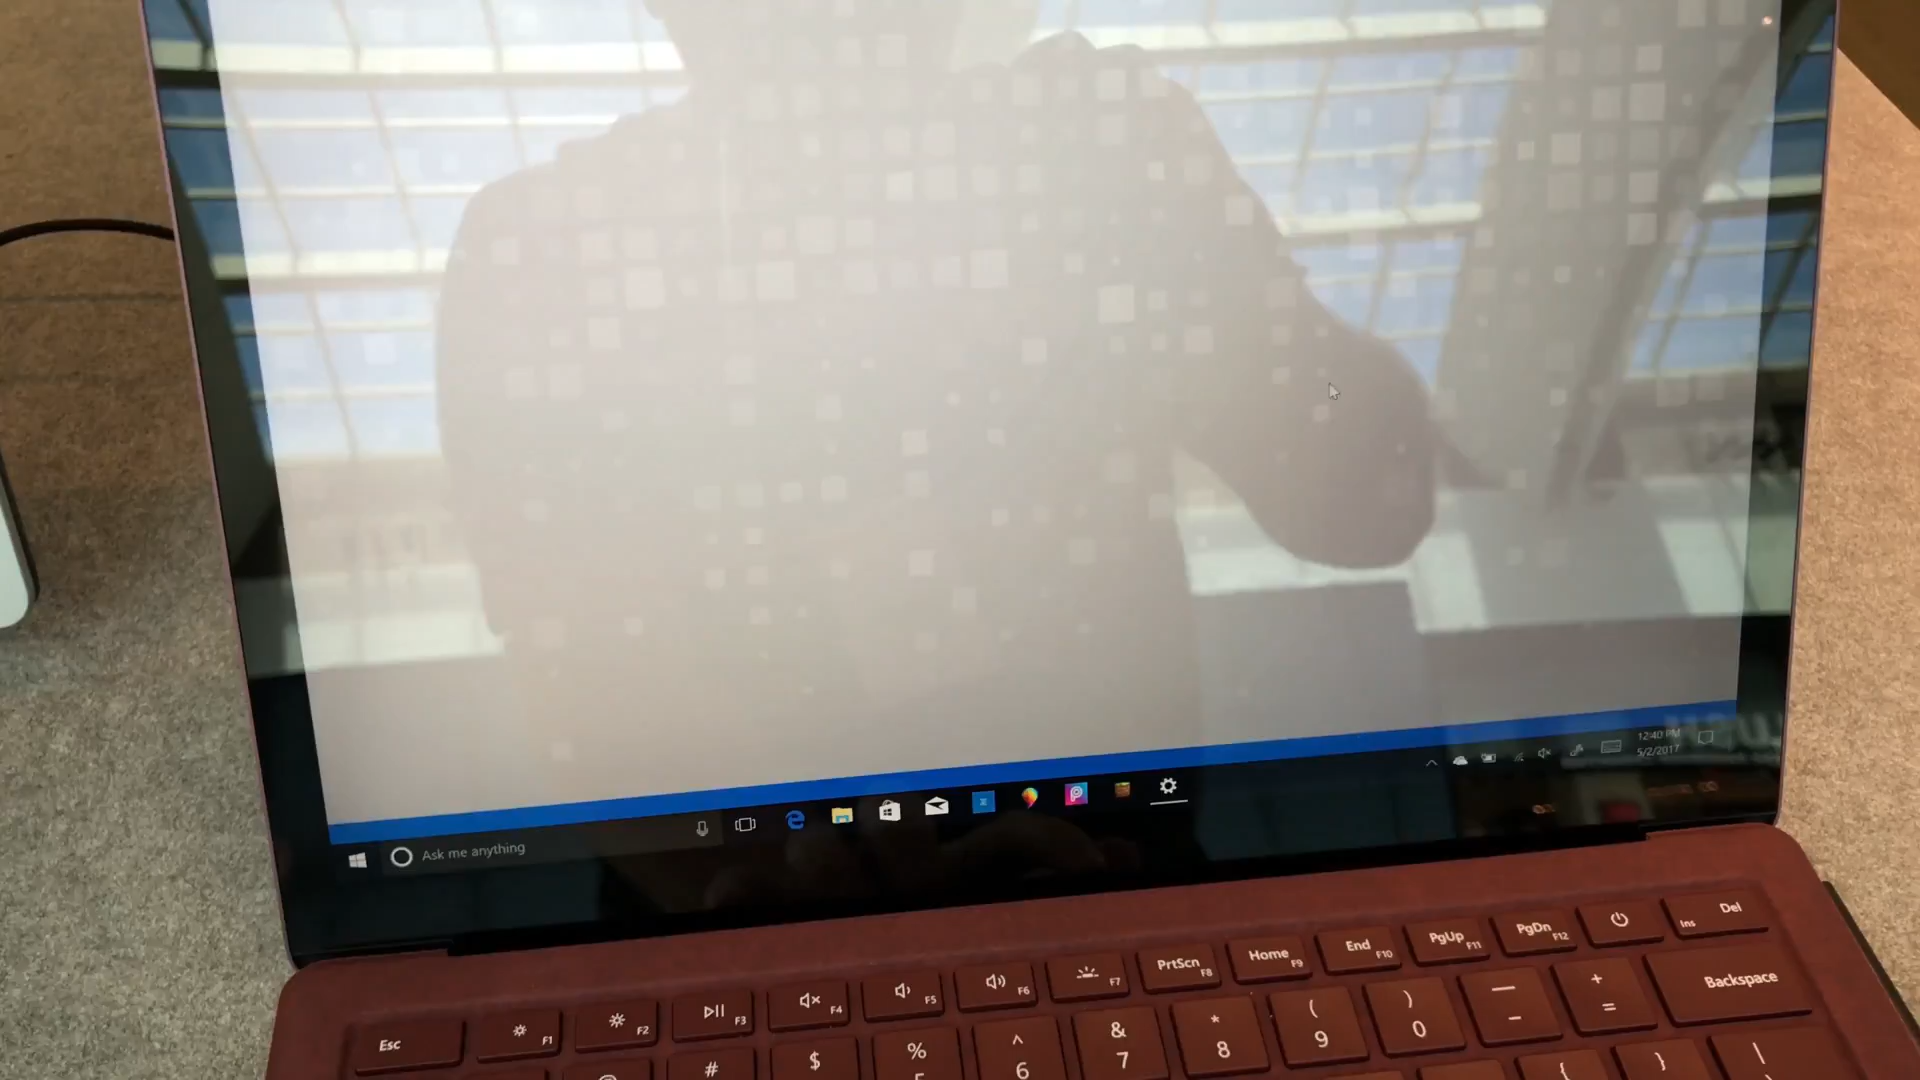 12:40 PM
5/2/2017
Ask me anything
Ins Del
PgUp F11
PgDn F12
Home F9
End F10
PrtScn F8
F7
F6
F5
F4
F3
F2
F1
Esc
Backspace
+ =
— -
) 0
( 9
* 8
& 7
^ 6
%
$
#
{ } |